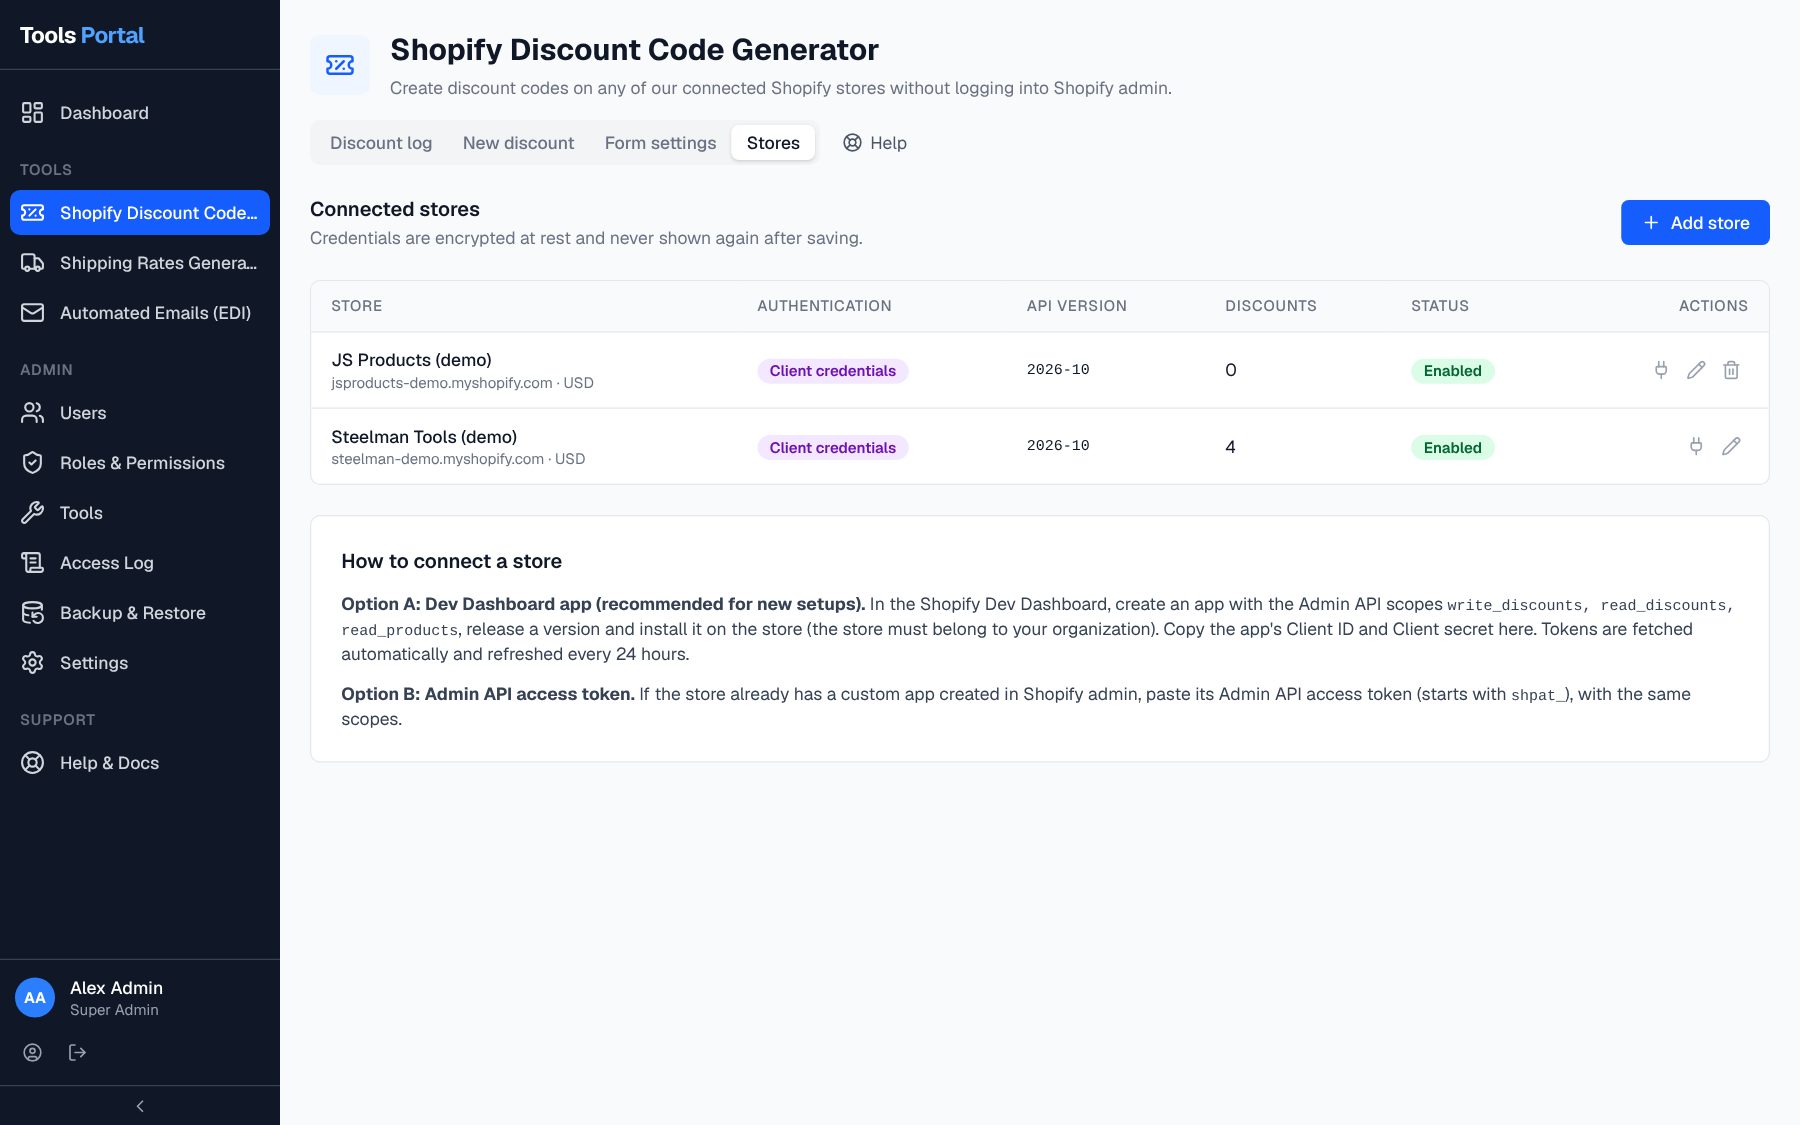 Tools Portal
Dashboard
TOOLS
Shopify Discount Code...
Shipping Rates Genera...
Automated Emails (EDI)
ADMIN
Users
Roles & Permissions
Tools
Access Log
Backup & Restore
Settings
SUPPORT
Help & Docs
AA
Alex Admin
Super Admin
Shopify Discount Code Generator
Create discount codes on any of our connected Shopify stores without logging into Shopify admin.
Discount log New discount Form settings Stores Help
Connected stores
Credentials are encrypted at rest and never shown again after saving.
+ Add store
STORE AUTHENTICATION API VERSION DISCOUNTS STATUS ACTIONS
JS Products (demo)
jsproducts-demo.myshopify.com · USD
Client credentials 2026-10 0 Enabled
Steelman Tools (demo)
steelman-demo.myshopify.com · USD
Client credentials 2026-10 4 Enabled
How to connect a store
Option A: Dev Dashboard app (recommended for new setups). In the Shopify Dev Dashboard, create an app with the Admin API scopes write_discounts, read_discounts,
read_products, release a version and install it on the store (the store must belong to your organization). Copy the app's Client ID and Client secret here. Tokens are fetched
automatically and refreshed every 24 hours.
Option B: Admin API access token. If the store already has a custom app created in Shopify admin, paste its Admin API access token (starts with shpat_), with the same
scopes.